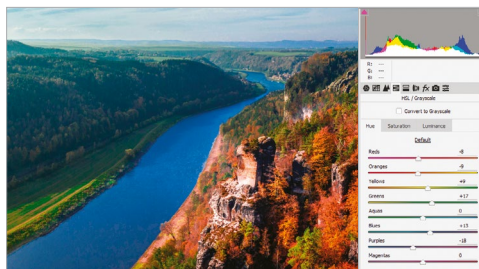 R: ---
G: ---
B: ---
fx
HSL / Grayscale
Convert to Grayscale
Hue Saturation Luminance
Default
Reds -8
Oranges -8
Yellows +9
Greens +17
Aquas 0
Blues +15
Purples -18
Magentas 0